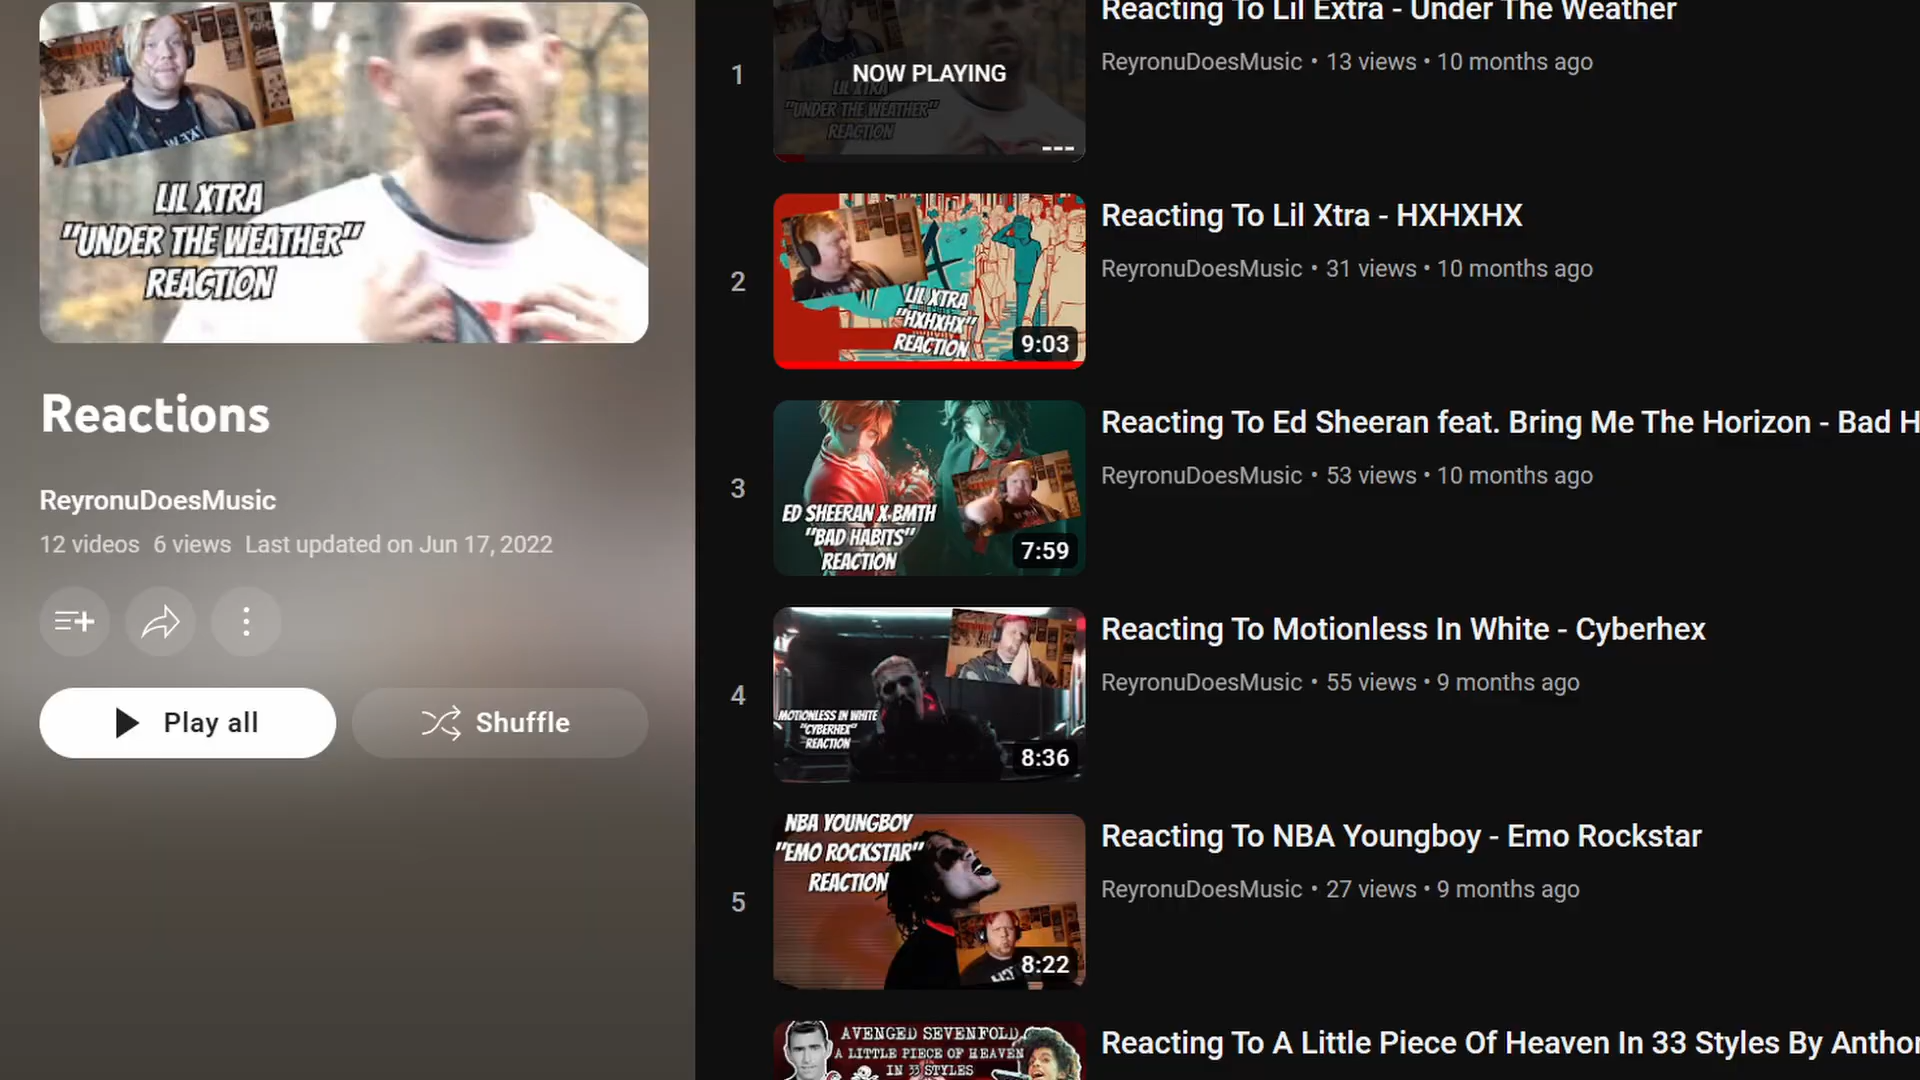 LIL XTRA
"UNDER THE WEATHER"
REACTION
Reactions
ReyronuDoesMusic
12 videos 6 views Last updated on Jun 17, 2022
Play all
Shuffle
1
NOW PLAYING
LIL XTRA
"UNDER THE WEATHER"
REACTION
Reacting To Lil Extra - Under The Weather
ReyronuDoesMusic • 13 views • 10 months ago
2
LIL XTRA
"HXHXHX"
REACTION
9:03
Reacting To Lil Xtra - HXHXHX
ReyronuDoesMusic • 31 views • 10 months ago
3
ED SHEERAN X BMTH
"BAD HABITS"
REACTION
7:59
Reacting To Ed Sheeran feat. Bring Me The Horizon - Bad H
ReyronuDoesMusic • 53 views • 10 months ago
4
MOTIONLESS IN WHITE
"CYBERHEX"
REACTION
8:36
Reacting To Motionless In White - Cyberhex
ReyronuDoesMusic • 55 views • 9 months ago
5
NBA YOUNGBOY
"EMO ROCKSTAR"
REACTION
8:22
Reacting To NBA Youngboy - Emo Rockstar
ReyronuDoesMusic • 27 views • 9 months ago
AVENGED SEVENFOLD
A LITTLE PIECE OF HEAVEN
IN 33 STYLES
Reacting To A Little Piece Of Heaven In 33 Styles By Anthon